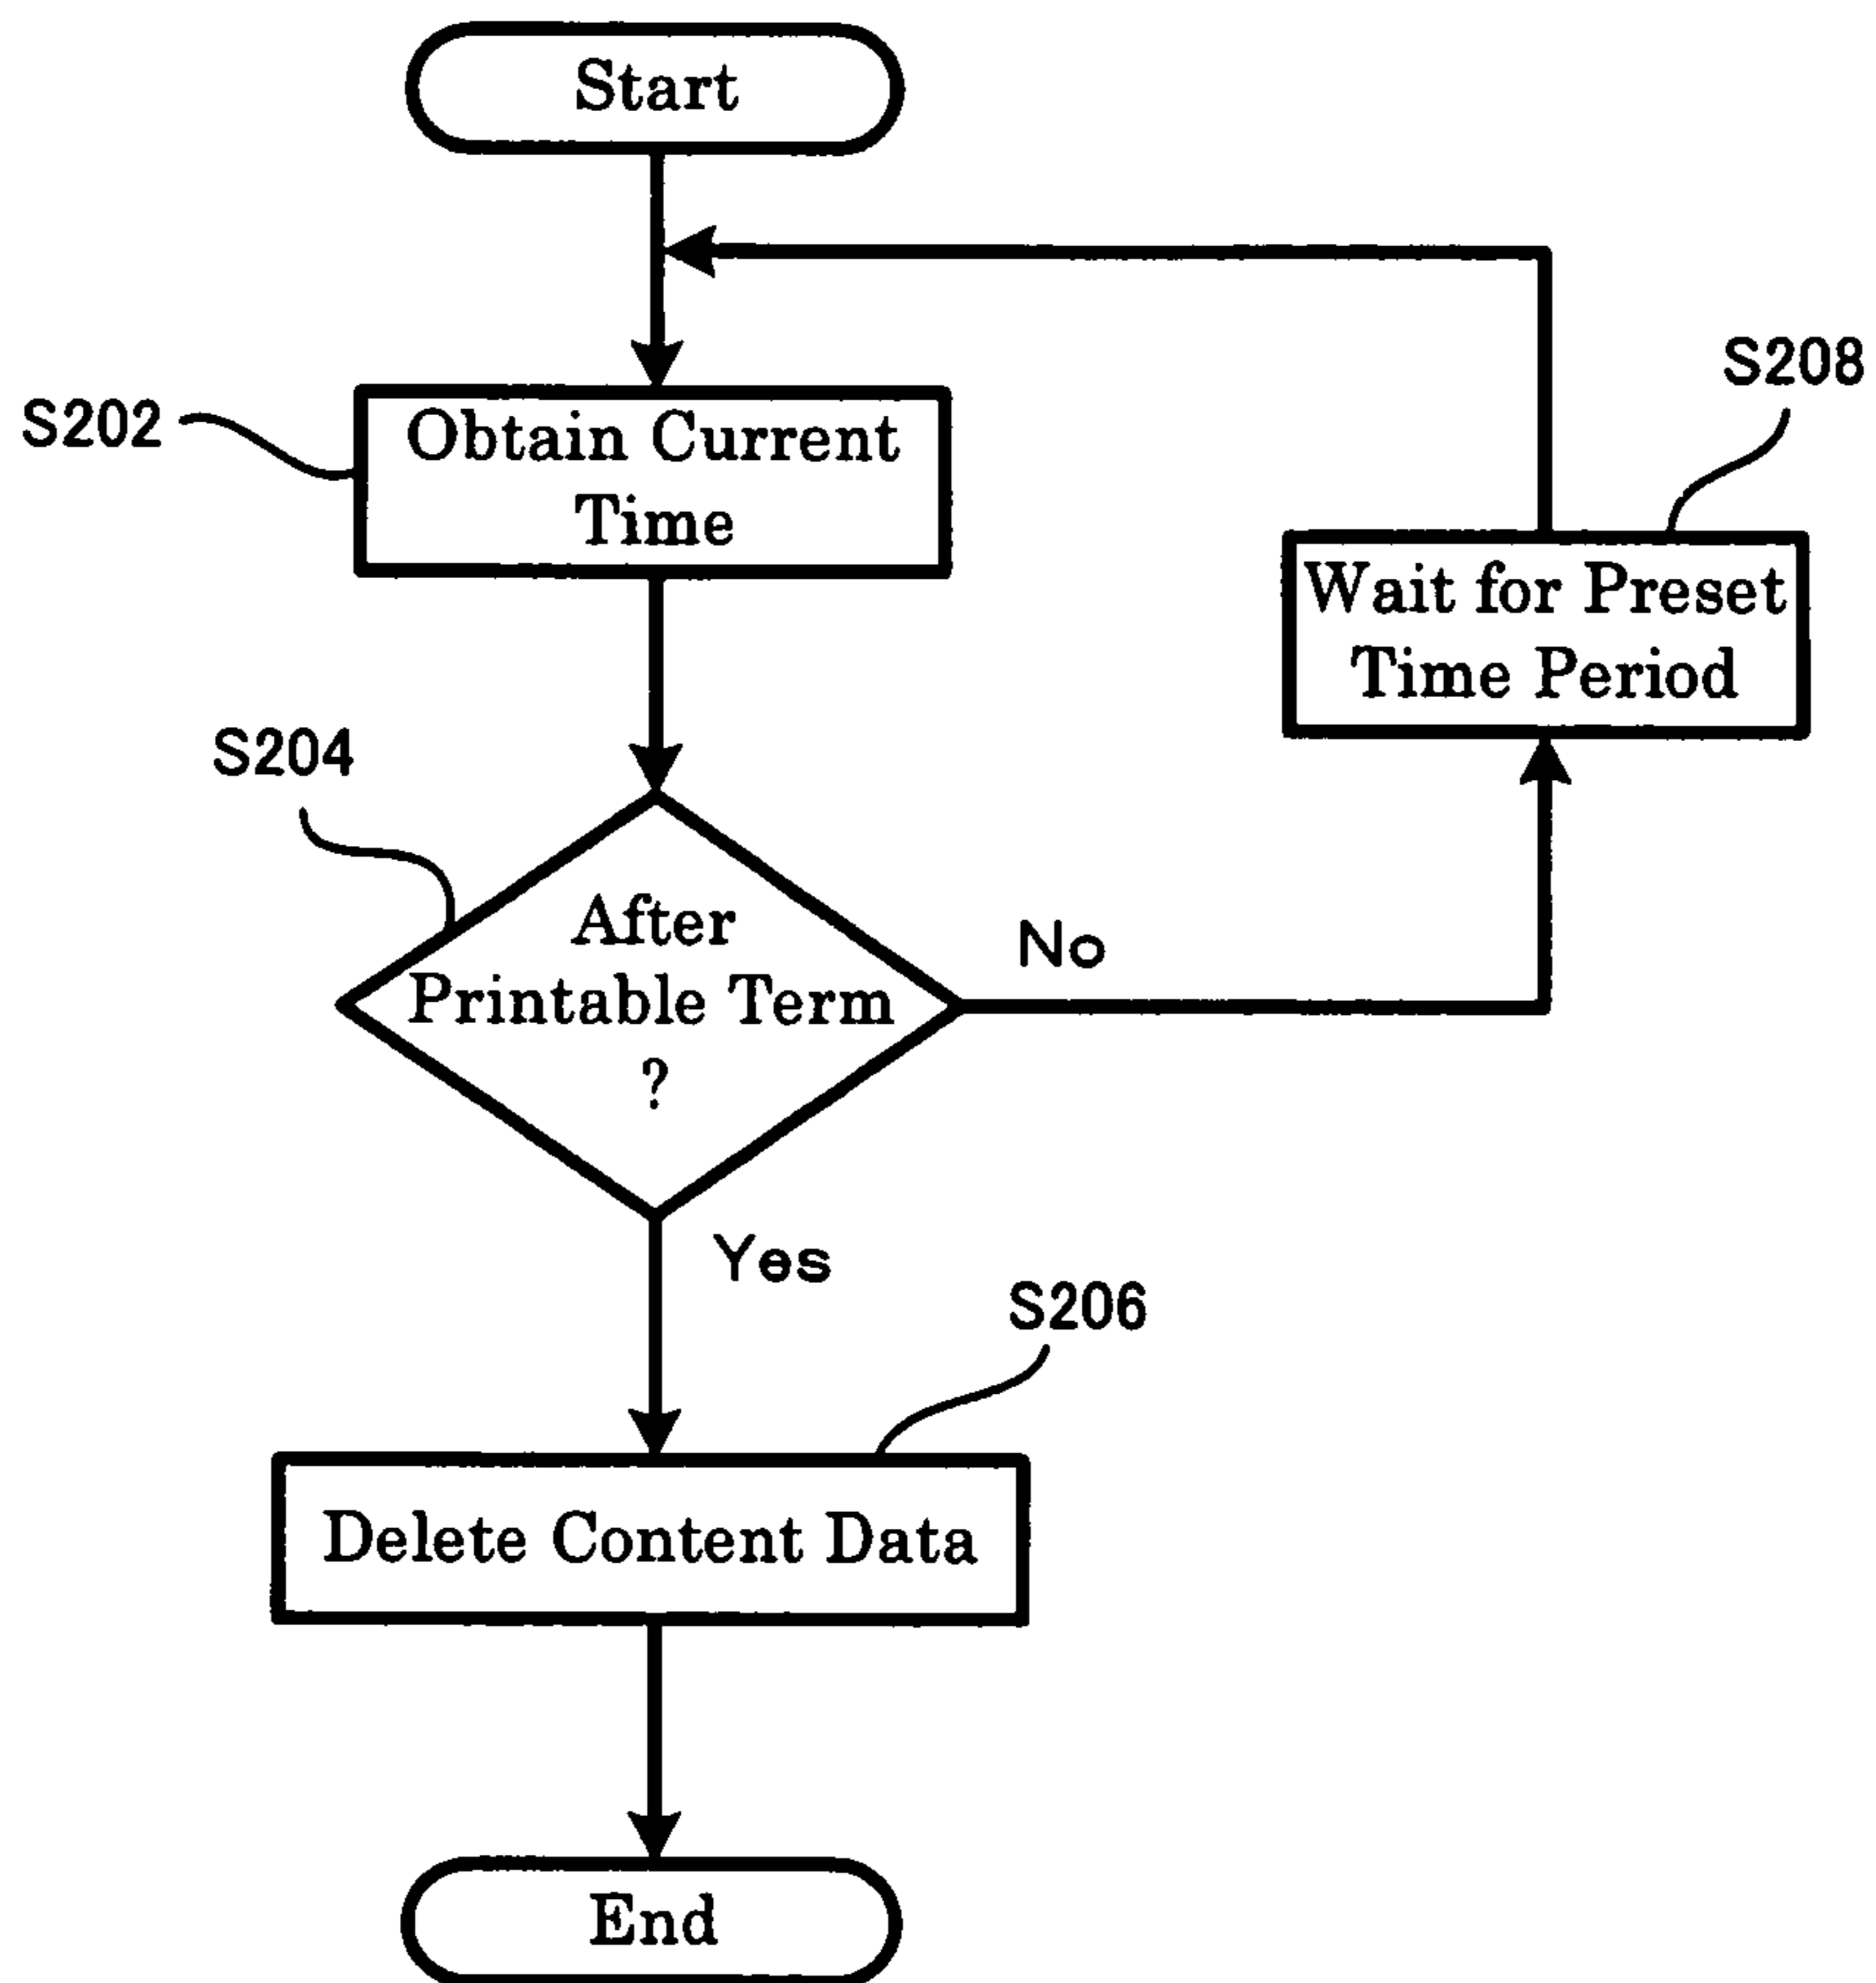 Start
S202
Obtain Current
Time
S208
Wait for Preset
Time Period
S204
After
Printable Term
?
No
Yes
S206
Delete Content Data
End